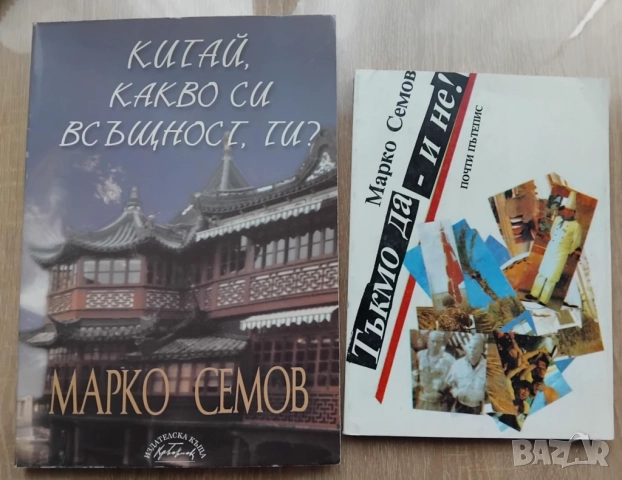 КИТАЙ,
КАКВО СИ
ВСЪЩНОСТ, ТИ?
МАРКО СЕМОВ
ИЗДАТЕЛСКА КЪЩА
Марко Семов
Тъкмо да
- и не!
ПОЧТИ ПЪТЕПИС
BAZAR